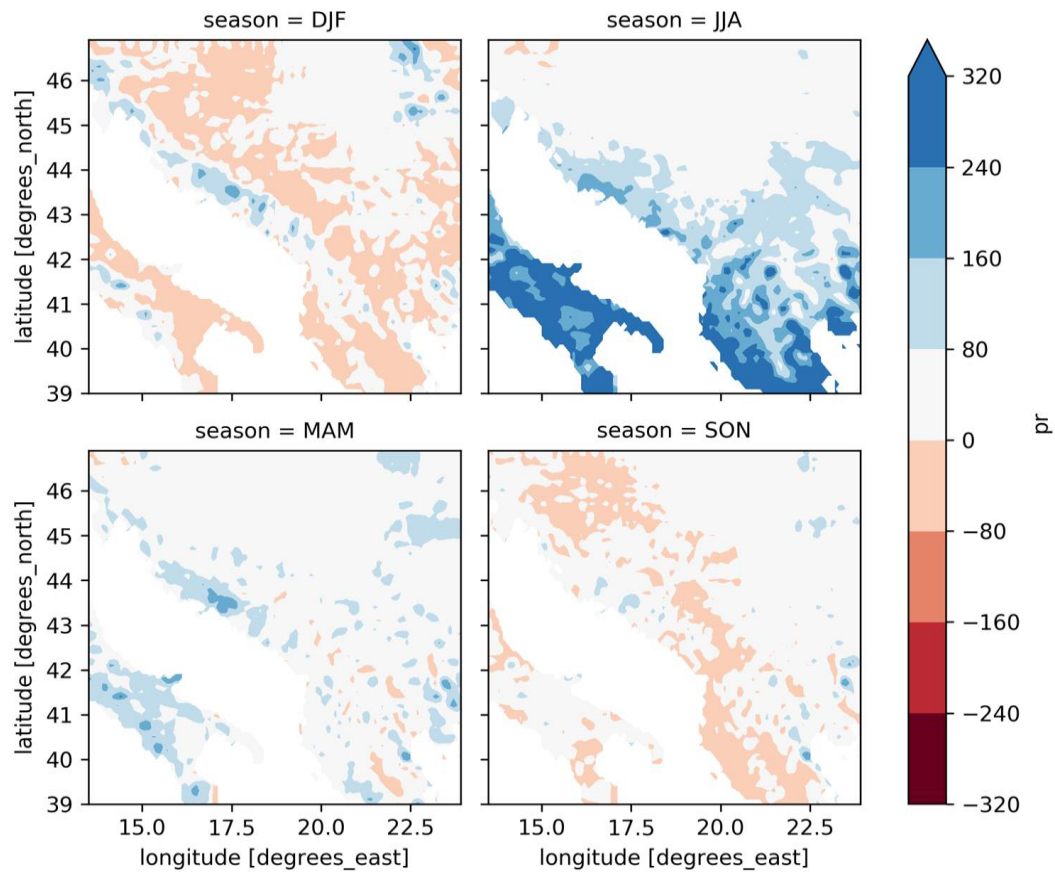 season = DJF
season = JJA
46
45
44
43
42
41
40
39
latitude [degrees_north]
320
240
160
80
0
−80
−160
−240
−320
pr
season = MAM
season = SON
46
45
44
43
42
41
40
39
latitude [degrees_north]
15.0 17.5 20.0 22.5
longitude [degrees_east]
15.0 17.5 20.0 22.5
longitude [degrees_east]